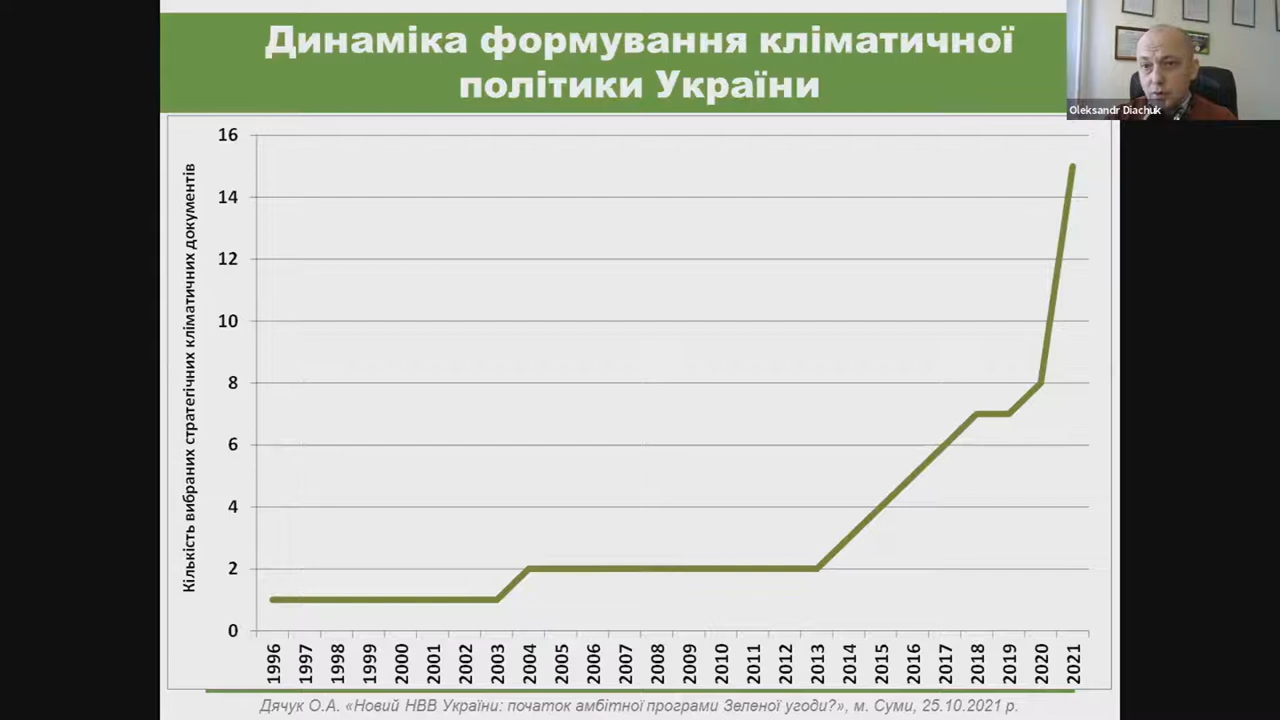 Динаміка формування кліматичної
політики України
Oleksandr Diachuk
Кількість вибраних стратегічних кліматичних документів
16
14
12
10
8
6
4
2
0
1996 1997 1998 1999 2000 2001 2002 2003 2004 2005 2006 2007 2008 2009 2010 2011 2012 2013 2014 2015 2016 2017 2018 2019 2020 2021
Дячук О.А. «Новий НВВ України: початок амбітної програми Зеленої угоди?», м. Суми, 25.10.2021 р.